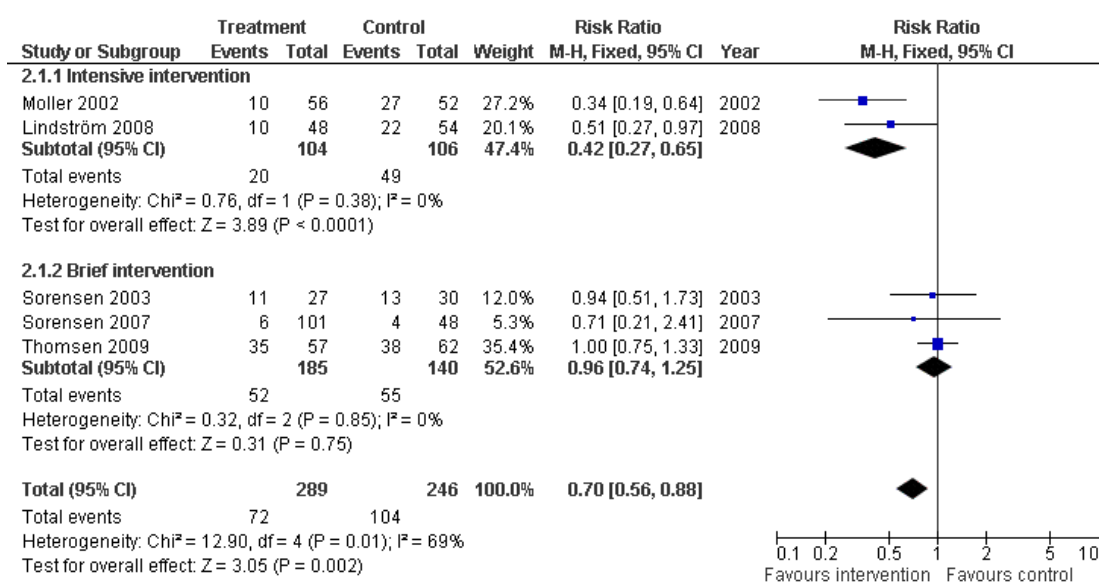 Treatment Control Risk Ratio Risk Ratio
Study or Subgroup Events Total Events Total Weight M-H, Fixed, 95% CI Year M-H, Fixed, 95% CI
2.1.1 Intensive intervention
Moller 2002 10 56 27 52 27.2% 0.34 [0.19, 0.64] 2002
Lindström 2008 10 48 22 54 20.1% 0.51 [0.27, 0.97] 2008
Subtotal (95% CI) 104 106 47.4% 0.42 [0.27, 0.65]
Total events 20 49
Heterogeneity: Chi² = 0.76, df = 1 (P = 0.38); I² = 0%
Test for overall effect: Z = 3.89 (P < 0.0001)
2.1.2 Brief intervention
Sorensen 2003 11 27 13 30 12.0% 0.94 [0.51, 1.73] 2003
Sorensen 2007 6 101 4 48 5.3% 0.71 [0.21, 2.41] 2007
Thomsen 2009 35 57 38 62 35.4% 1.00 [0.75, 1.33] 2009
Subtotal (95% CI) 185 140 52.6% 0.96 [0.74, 1.25]
Total events 52 55
Heterogeneity: Chi² = 0.32, df = 2 (P = 0.85); I² = 0%
Test for overall effect: Z = 0.31 (P = 0.75)
Total (95% CI) 289 246 100.0% 0.70 [0.56, 0.88]
Total events 72 104
Heterogeneity: Chi² = 12.90, df = 4 (P = 0.01); I² = 69%
Test for overall effect: Z = 3.05 (P = 0.002)
0.1 0.2 0.5 1 2 5 10
Favours intervention Favours control